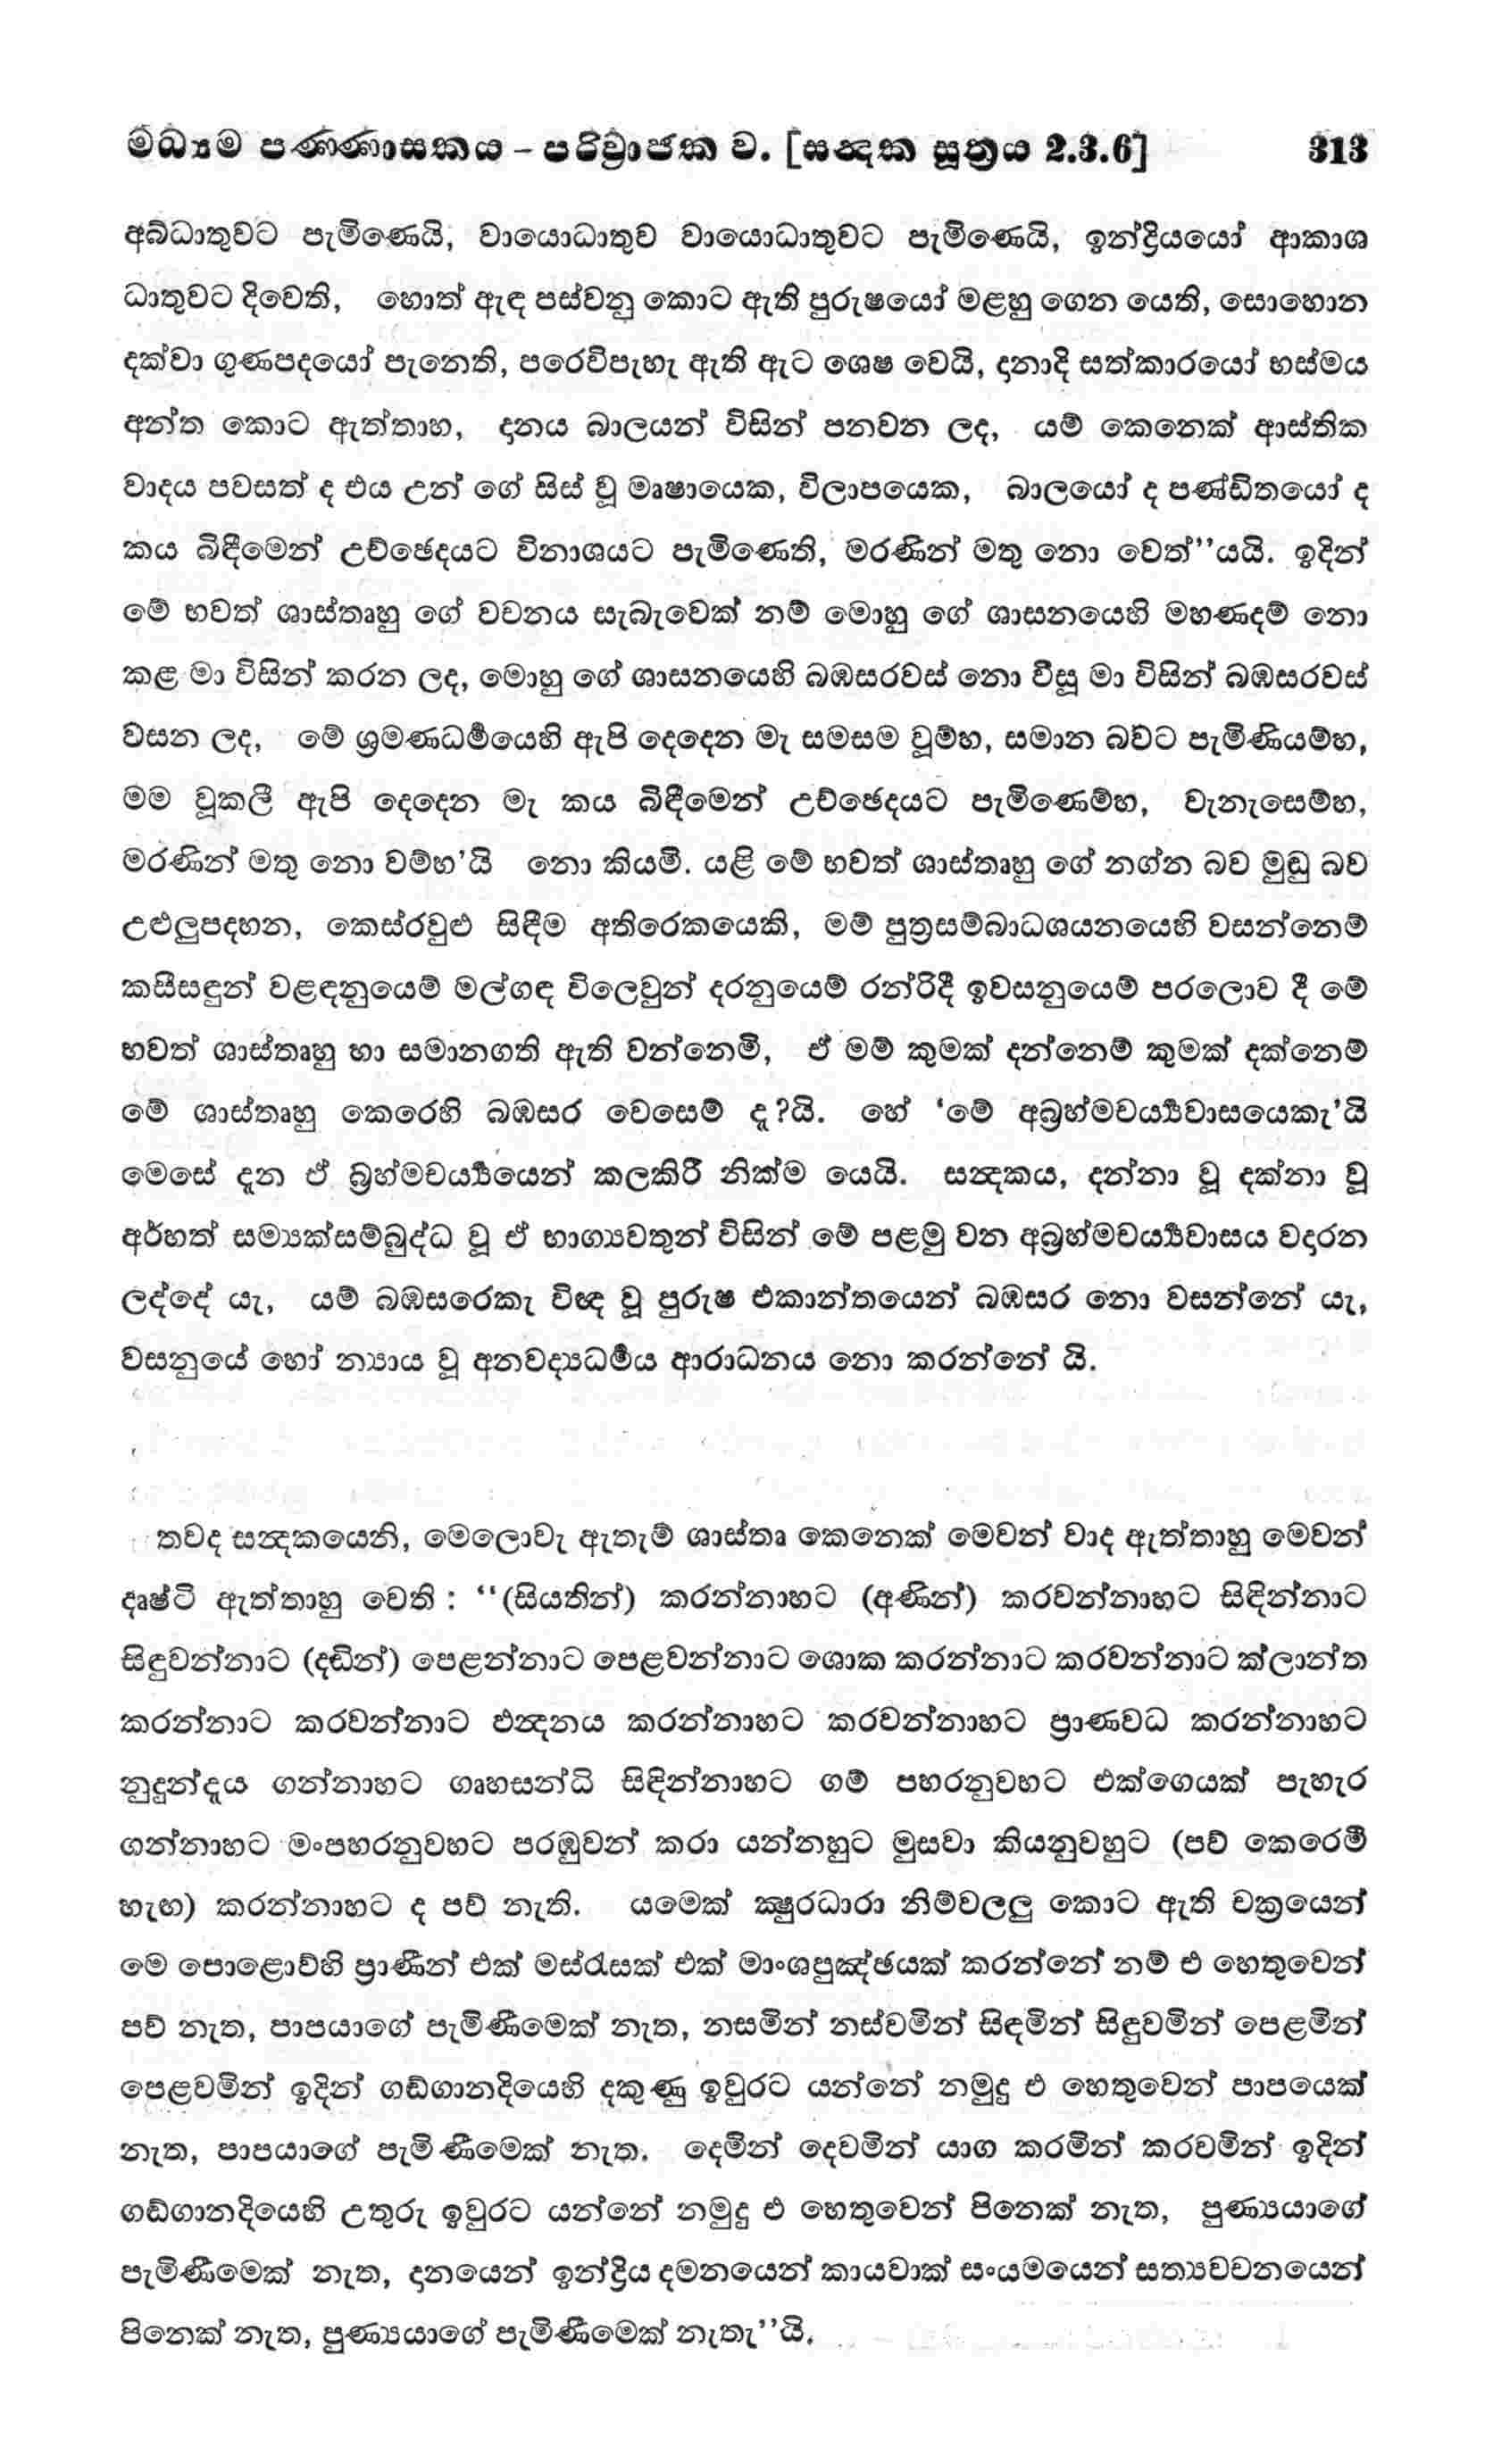 මධ්‍යම පණ්ණාසකය – පරිව්‍රාජක ව. [සන්‍දක සූත්‍රය 2.3.6] 313
අබ්ධාතුවට පැමිණෙයි, වායොධාතුව වායොධාතුවට පැමිණෙයි, ඉන්ද්‍රියයෝ ආකාශ
ධාතුවට දිවෙති, හොත් ඇඳ පස්වනු කොට ඇති පුරුෂයෝ මළහු ගෙන යෙති, සොහොන
දක්වා ගුණපදයෝ පැනෙති, පරෙවිපැහැ ඇති ඇට ශෙෂ වෙයි, දානාදි සත්කාරයෝ භස්මය
අන්ත කොට ඇත්තාහ, දානය බාලයන් විසින් පනවන ලද, යම් කෙනෙක් ආස්තික
වාදය පවසත් ද එය උන් ගේ සිස් වූ මෘෂායෙක, විලාපයෙක, බාලයෝ ද පණ්ඩිතයෝ ද
කය බිඳීමෙන් උච්ඡෙදයට විනාශයට පැමිණෙති, මරණින් මතු නො වෙත්’’යයි. ඉදින්
මේ භවත් ශාස්තෘහු ගේ වචනය සැබැවෙක් නම් මොහු ගේ ශාසනයෙහි මහණදම් නො
කළ මා විසින් කරන ලද, මොහු ගේ ශාසනයෙහි බඹසරවස් නො විසූ මා විසින් බඹසරවස්
වසන ලද, මේ ශ්‍රමණධර්‍මයෙහි ඇපි දෙදෙන මැ සමසම වූම්හ, සමාන බවට පැමිණියම්හ,
මම වූකලී ඇපි දෙදෙන මැ කය බිඳීමෙන් උච්ඡෙදයට පැමිණෙම්හ, වැනැසෙම්හ,
මරණින් මතු නො වම්හ’යි නො කියමි. යළි මේ භවත් ශාස්තෘහු ගේ නග්න බව මුඬු බව
උළුලුපදහන, කෙස්රවුළු සිඳීම අතිරෙකයෙකි, මම් පුත්‍රසම්බාධශයනයෙහි වසන්නෙම්
කසීසඳුන් වළඳනුයෙම් මල්ගඳ විලෙවුන් දරනුයෙම් රන්රිදී ඉවසනුයෙම් පරලොව දී මේ
භවත් ශාස්තෘහු හා සමානගති ඇති වන්නෙමි, ඒ මම් කුමක් දන්නෙම් කුමක් දක්නෙම්
මේ ශාස්තෘහු කෙරෙහි බඹසර වෙසෙම් දැ?යි. හේ ‘මේ අබ්‍රහ්මචර්‍ය්‍යවාසයෙකැ’යි
මෙසේ දැන ඒ බ්‍රහ්මචර්‍ය්‍යයෙන් කලකිරී නික්ම යෙයි. සන්‍දකය, දන්නා වූ දක්නා වූ
අර්හත් සම්‍යක්සම්බුද්ධ වූ ඒ භාග්‍යවතුන් විසින් මේ පළමු වන අබ්‍රහ්මචර්‍ය්‍යවාසය වදාරන
ලද්දේ යැ, යම් බඹසරෙකැ විඥ වූ පුරුෂ එකාන්තයෙන් බඹසර නො වසන්නේ යැ,
වසනුයේ හෝ න්‍යාය වූ අනවද්‍යධර්‍මය ආරාධනය නො කරන්නේ යි.
තවද සන්‍දකයෙනි, මෙලොවැ ඇතැම් ශාස්තෘ කෙනෙක් මෙවන් වාද ඇත්තාහු මෙවන්
දෘෂ්ටි ඇත්තාහු වෙති : ‘‘(සියතින්) කරන්නාහට (අණින්) කරවන්නාහට සිඳින්නාට
සිඳුවන්නාට (දඬින්) පෙළන්නාට පෙළවන්නාට ශොක කරන්නාට කරවන්නාට ක්ලාන්ත
කරන්නාට කරවන්නාට ඵන්‍දනය කරන්නාහට කරවන්නාහට ප්‍රාණවධ කරන්නාහට
නුදුන්දැය ගන්නාහට ගෘහසන්ධි සිඳින්නාහට ගම් පහරනුවහට එක්ගෙයක් පැහැර
ගන්නාහට මංපහරනුවහට පරඹුවන් කරා යන්නහුට මුසවා කියනුවහුට (පව් කෙරෙමි
හැඟ) කරන්නාහට ද පව් නැති. යමෙක් ක්‍ෂුරධාරා නිම්වලලු කොට ඇති චක්‍රයෙන්
මෙ පොළොව්හි ප්‍රාණීන් එක් මස්රැසක් එක් මාංශපුඤ්ඡයක් කරන්නේ නම් එ හෙතුවෙන්
පව් නැත, පාපයාගේ පැමිණීමෙක් නැත, නසමින් නස්වමින් සිඳමින් සිඳුවමින් පෙළමින්
පෙළවමින් ඉදින් ගඞ්ගානදියෙහි දකුණු ඉවුරට යන්නේ නමුදු එ හෙතුවෙන් පාපයෙක්
නැත, පාපයාගේ පැමිණීමෙක් නැත. දෙමින් දෙවමින් යාග කරමින් කරවමින් ඉදින්
ගඞ්ගානදියෙහි උතුරු ඉවුරට යන්නේ නමුදු එ හෙතුවෙන් පිනෙක් නැත, පුණ්‍යයාගේ
පැමිණීමෙක් නැත, දානයෙන් ඉන්ද්‍රිය දමනයෙන් කායවාක් සංයමයෙන් සත්‍යවචනයෙන්
පිනෙක් නැත, පුණ්‍යයාගේ පැමිණීමෙක් නැතැ’’යි.